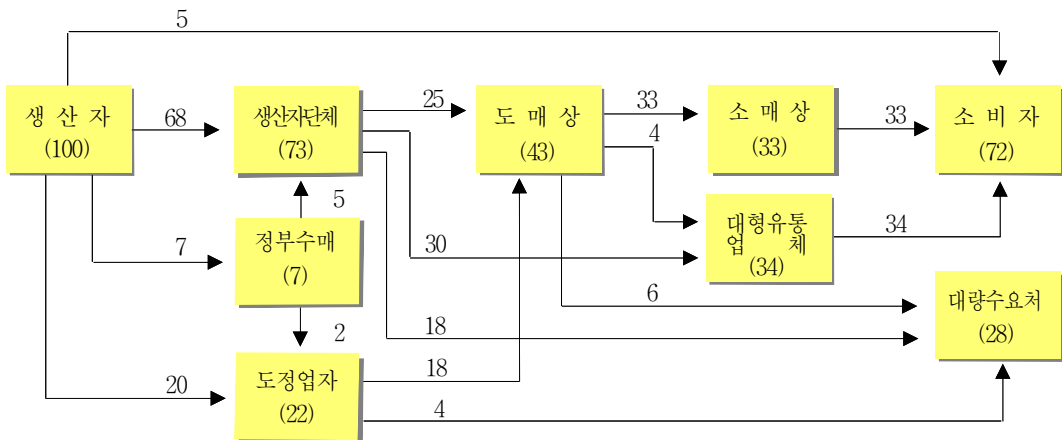 5
생 산 자
(100)
68
생산자단체
(73)
25
도 매 상
(43)
33
4
소 매 상
(33)
33
소 비 자
(72)
5
7
정부수매
(7)
30
대형유통
업 체
(34)
34
6
대량수요처
(28)
2
18
20
도정업자
(22)
18
4